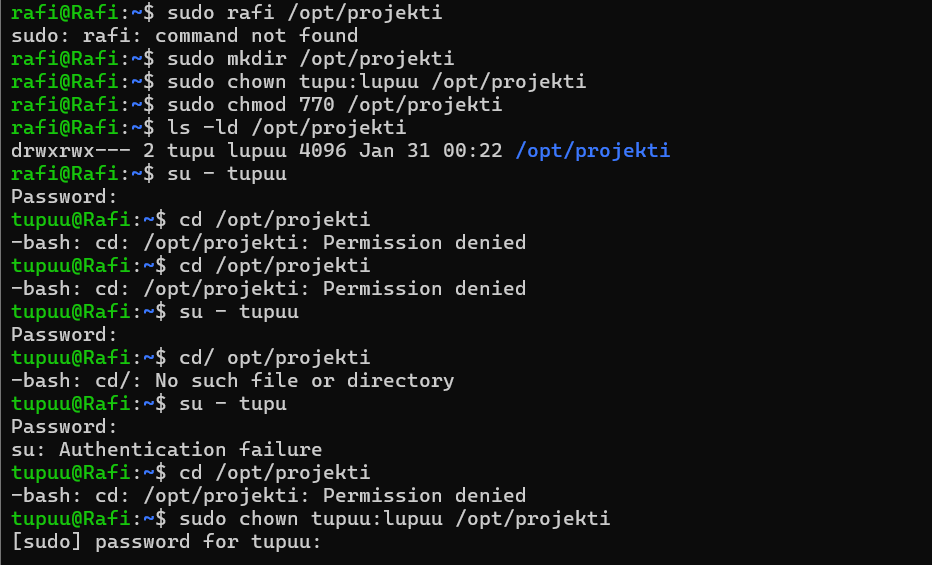 rafi@Rafi:~$ sudo rafi /opt/projekti
sudo: rafi: command not found
rafi@Rafi:~$ sudo mkdir /opt/projekti
rafi@Rafi:~$ sudo chown tupu:lupuu /opt/projekti
rafi@Rafi:~$ sudo chmod 770 /opt/projekti
rafi@Rafi:~$ ls -ld /opt/projekti
drwxrwx--- 2 tupu lupuu 4096 Jan 31 00:22 /opt/projekti
rafi@Rafi:~$ su - tupuu
Password:
tupuu@Rafi:~$ cd /opt/projekti
-bash: cd: /opt/projekti: Permission denied
tupuu@Rafi:~$ cd /opt/projekti
-bash: cd: /opt/projekti: Permission denied
tupuu@Rafi:~$ su - tupuu
Password:
tupuu@Rafi:~$ cd/ opt/projekti
-bash: cd/: No such file or directory
tupuu@Rafi:~$ su - tupu
Password:
su: Authentication failure
tupuu@Rafi:~$ cd /opt/projekti
-bash: cd: /opt/projekti: Permission denied
tupuu@Rafi:~$ sudo chown tupuu:lupuu /opt/projekti
[sudo] password for tupuu: